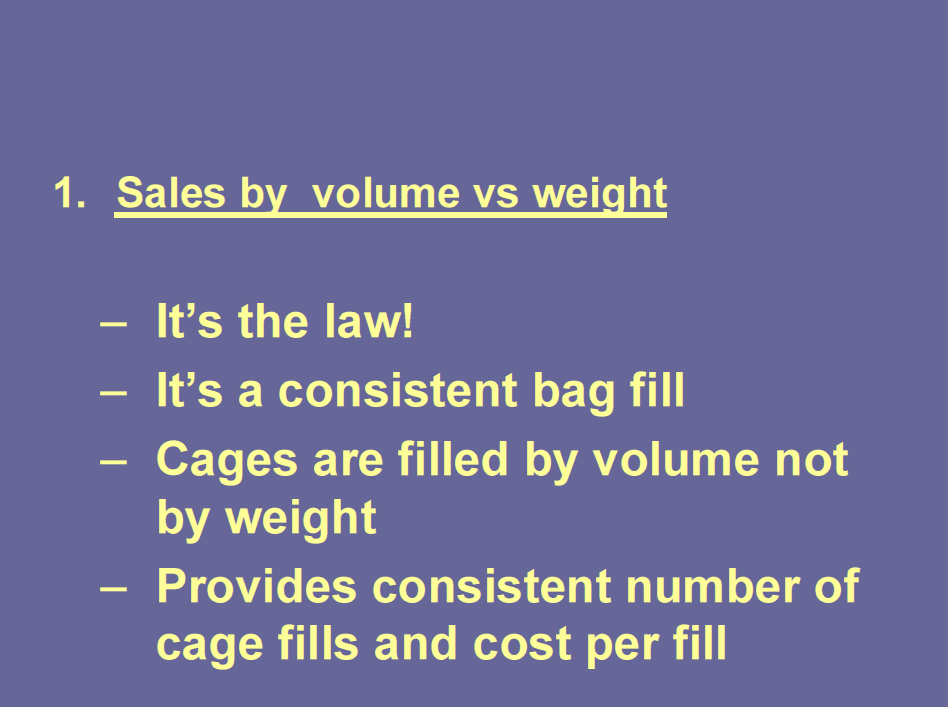 1. Sales by  volume vs weight
– It’s the law!
– It’s a consistent bag fill
– Cages are filled by volume not
by weight
– Provides consistent number of
cage fills and cost per fill